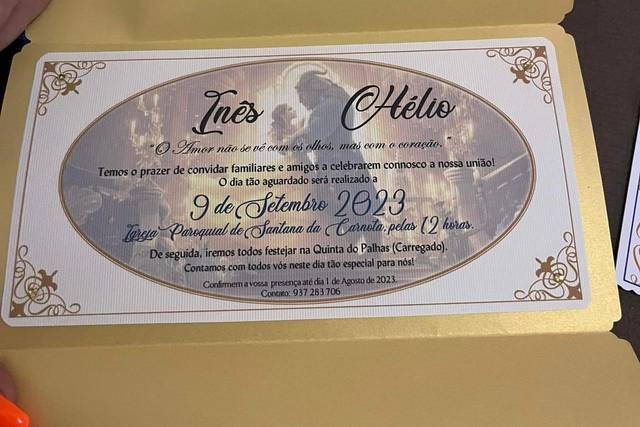 Inês Hélio
"O Amor não se vê com os olhos, mas com o coração."
Temos o prazer de convidar familiares e amigos a celebrarem connosco a nossa união!
O dia tão aguardado será realizado a
9 de Setembro 2023
Igreja Paroquial de Santana da Carnota, pelas 12 horas.
De seguida, iremos todos festejar na Quinta do Palhas (Carregado).
Contamos com todos vós neste dia tão especial para nós!
Confirmem a vossa presença até dia 1 de Agosto de 2023.
Contato: 937 283 706